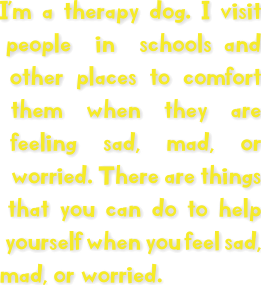 I'm a therapy dog. I visit
people in schools and
other places to comfort
them when they are
feeling sad, mad, or
worried. There are things
that you can do to help
yourself when you feel sad,
mad, or worried.